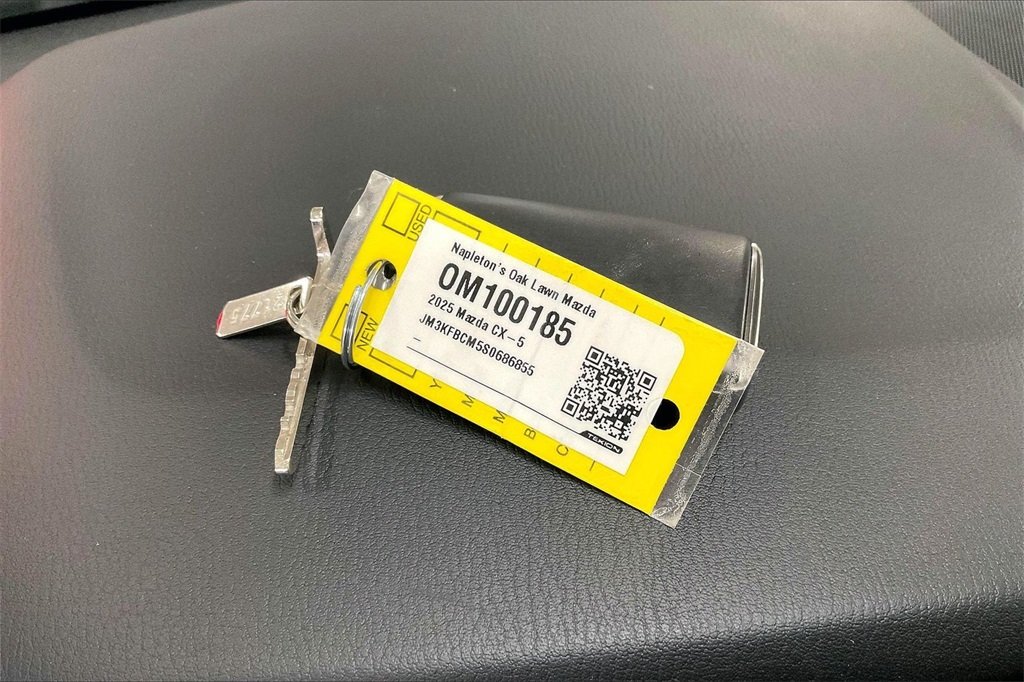 USED
NEW
Napleton's Oak Lawn Mazda
OM100185
2025 Mazda CX-5
JM3KFBCM5S0686855
–
TEKION
Y
M
M
B
C